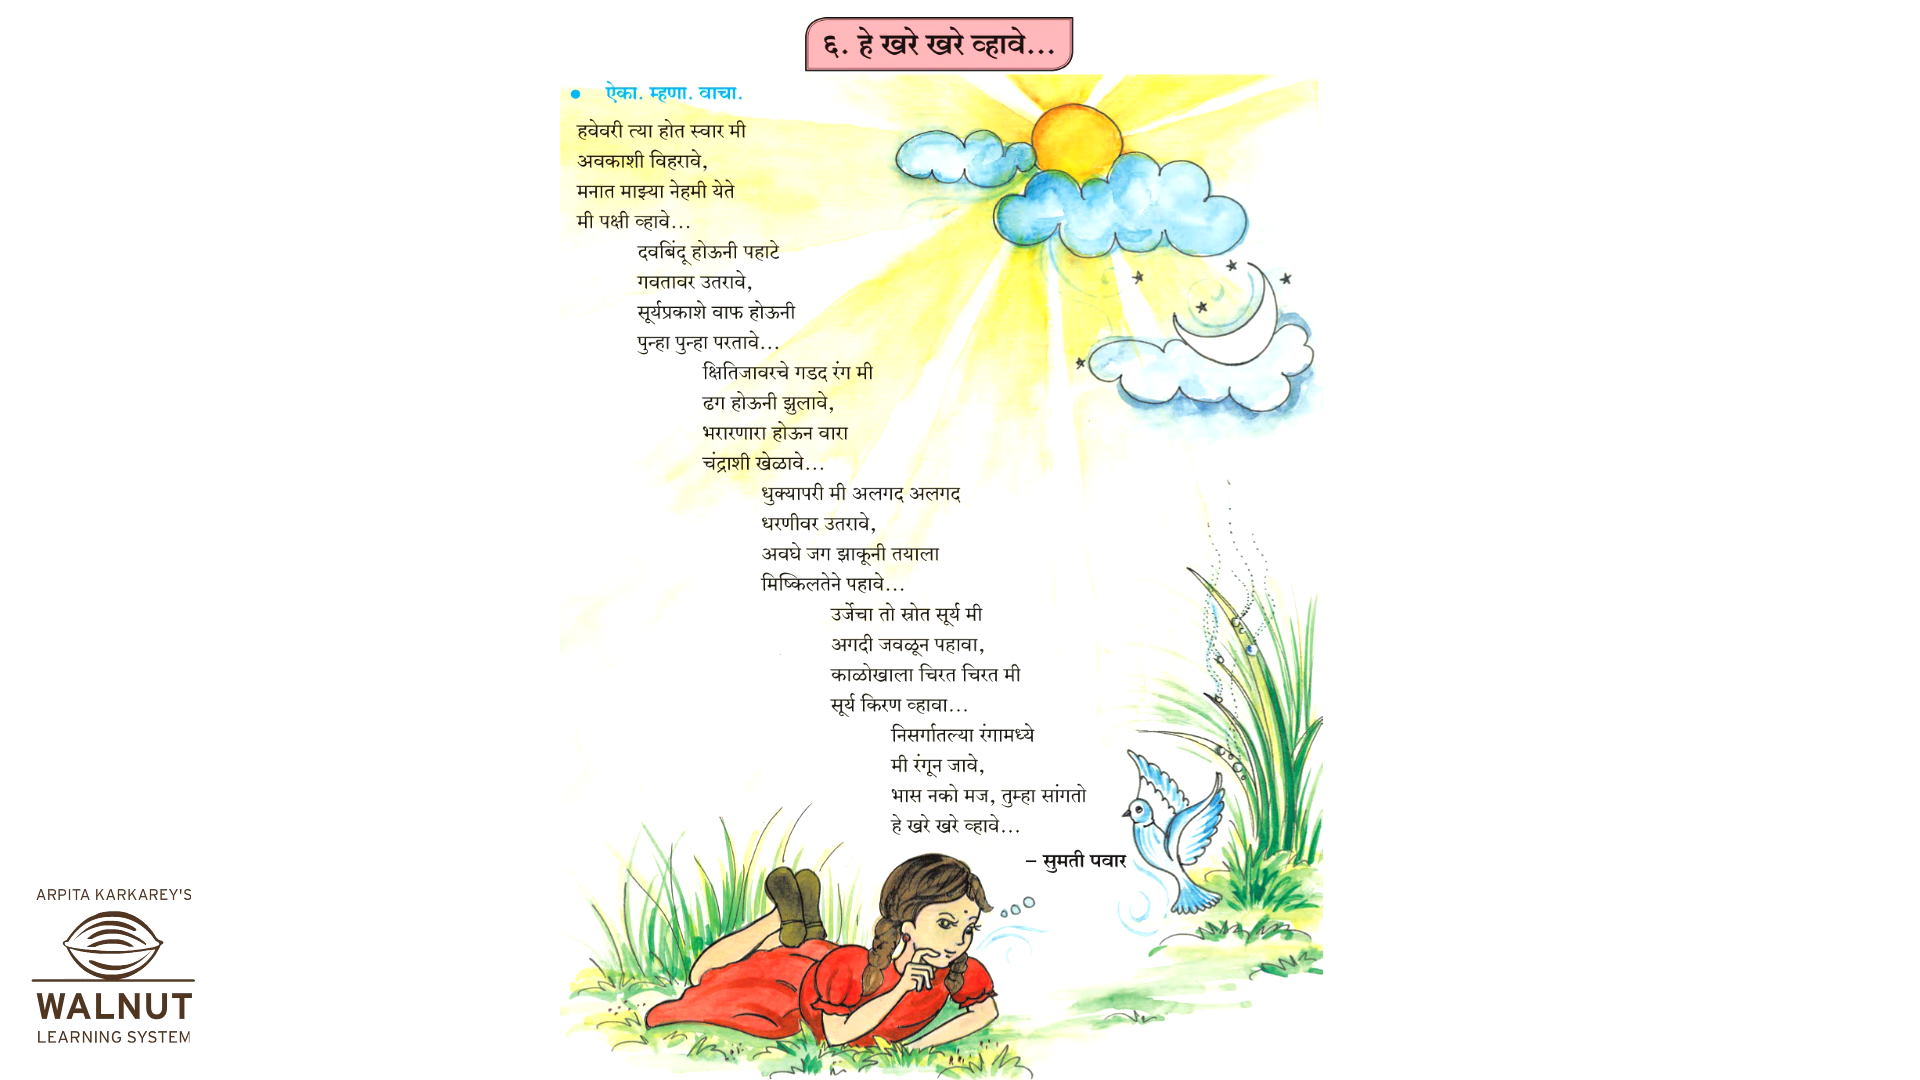 ६. हे खरे खरे व्हावे...
● ऐका. म्हणा. वाचा.
हवेवरी त्या होत स्वार मी
अवकाशी विहरावे,
मनात माझ्या नेहमी येते
मी पक्षी व्हावे...
दवबिंदू होऊनी पहाटे
गवतावर उतरावे,
सूर्यप्रकाशे वाफ होऊनी
पुन्हा पुन्हा परतावे...
क्षितिजावरचे गडद रंग मी
ढग होऊनी झुलावे,
भरारणारा होऊन वारा
चंद्राशी खेळावे...
धुक्यापरी मी अलगद अलगद
धरणीवर उतरावे,
अवघे जग झाकूनी तयाला
मिष्किलतेने पहावे...
उर्जेचा तो स्रोत सूर्य मी
अगदी जवळून पहावा,
काळोखाला चिरत चिरत मी
सूर्य किरण व्हावा...
निसर्गातल्या रंगामध्ये
मी रंगून जावे,
भास नको मज, तुम्हा सांगतो
हे खरे खरे व्हावे...
– सुमती पवार
ARPITA KARKAREY'S
WALNUT
LEARNING SYSTEM